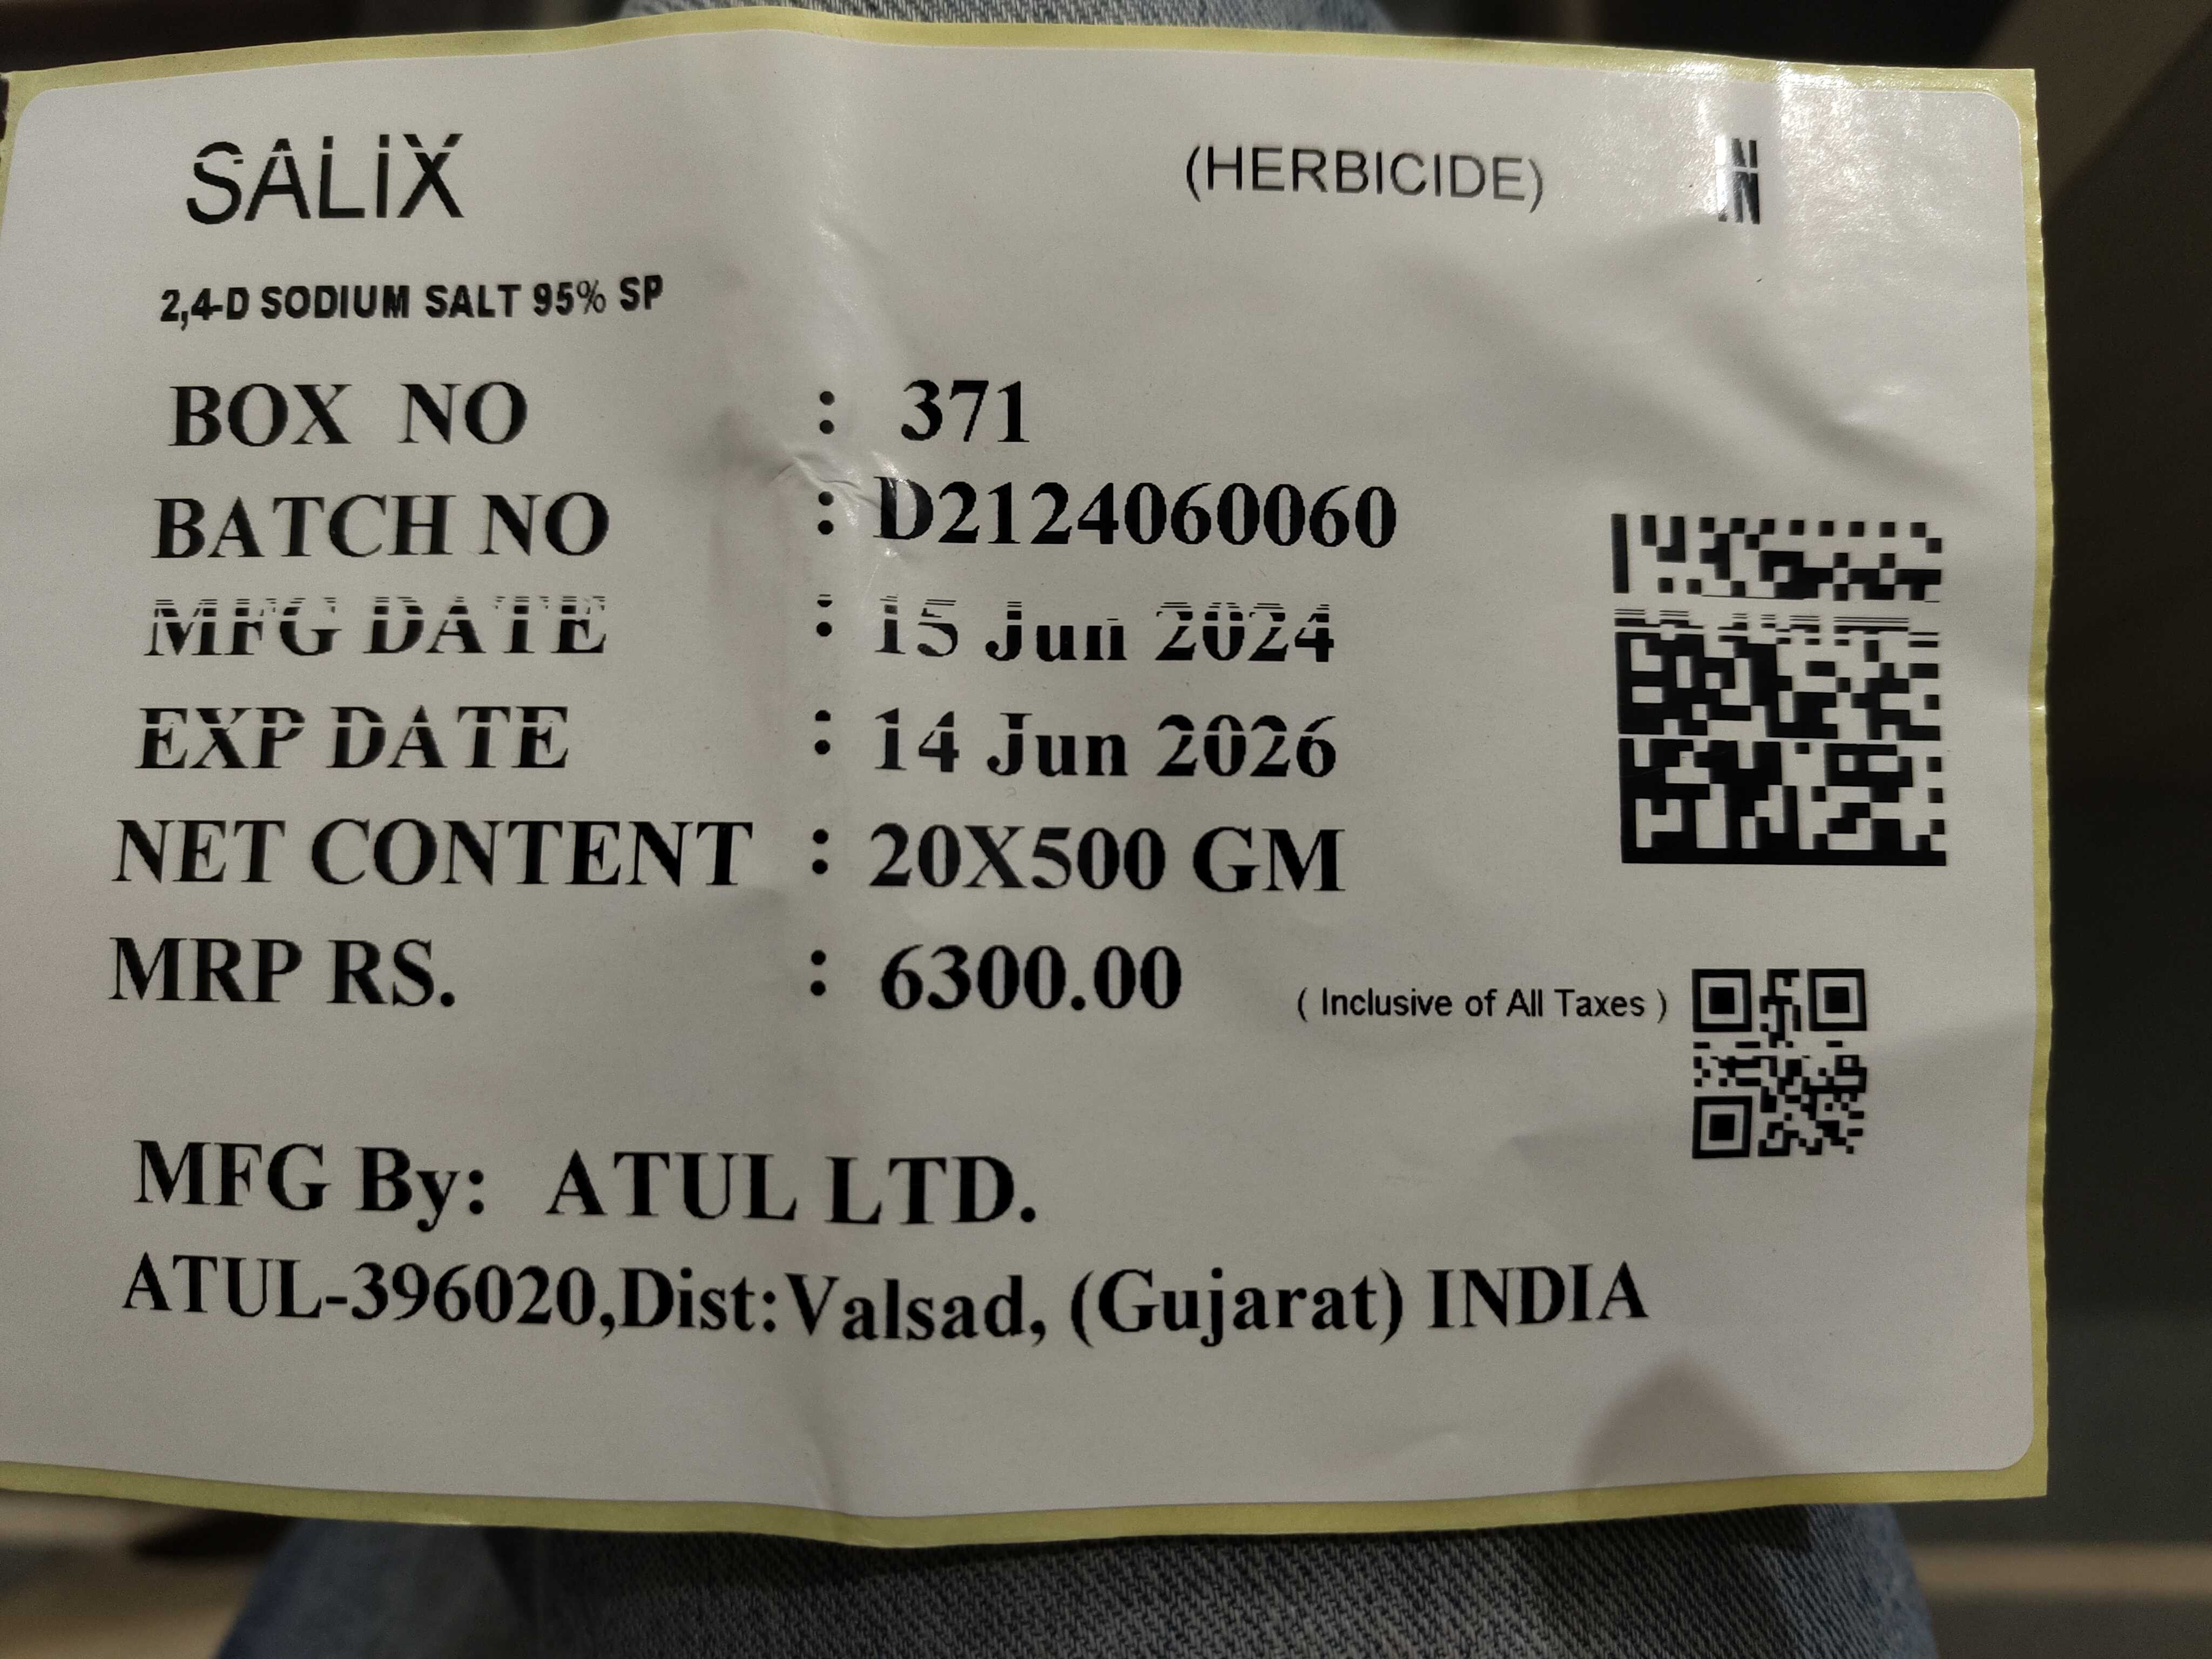 SALIX (HERBICIDE) IN
2,4-D SODIUM SALT 95% SP
BOX NO : 371
BATCH NO : D2124060060
MFG DATE : 15 Jun 2024
EXP DATE : 14 Jun 2026
NET CONTENT : 20X500 GM
MRP RS. : 6300.00 ( Inclusive of All Taxes )
MFG By: ATUL LTD.
ATUL-396020,Dist:Valsad, (Gujarat) INDIA